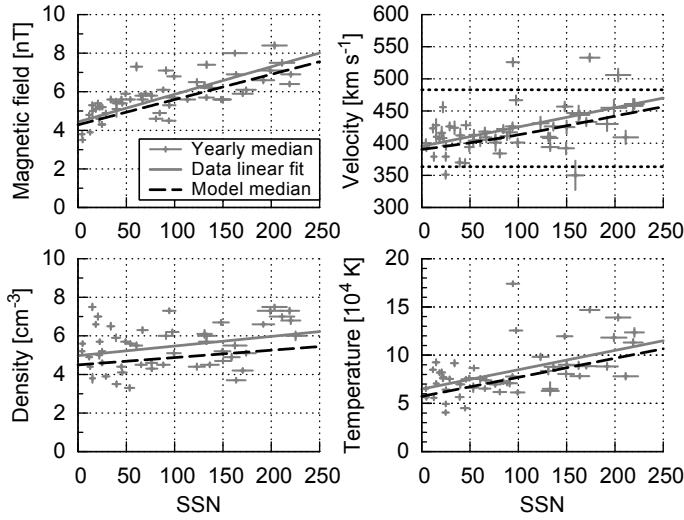 Magnetic field [nT]
10
8
6
4
2
0
0 50 100 150 200 250
Yearly median
Data linear fit
Model median
Velocity [km s⁻¹]
600
550
500
450
400
350
300
0 50 100 150 200 250
Density [cm⁻³]
10
8
6
4
2
0
0 50 100 150 200 250
SSN
Temperature [10⁴ K]
20
15
10
5
0
0 50 100 150 200 250
SSN